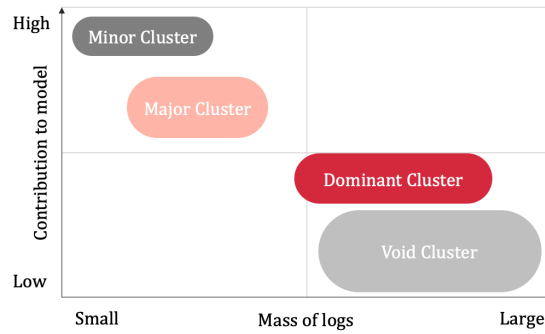 High
Minor Cluster
Major Cluster
Contribution to model
Dominant Cluster
Void Cluster
Low
Small
Mass of logs
Large